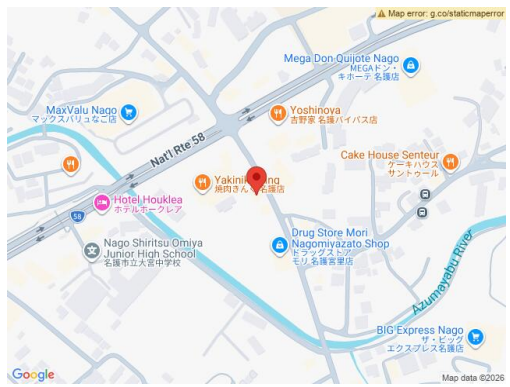 Map error: g.co/staticmaperror
Mega Don Quijote Nago
MEGAドン・
キホーテ 名護店
MaxValu Nago
マックスバリュなご店
Yoshinoya
吉野家 名護バイパス店
Nat'l Rte 58
Cake House Senteur
ケーキハウス
サントゥール
焼肉きん
名護店
Hotel Houklea
ホテルホークレア
58
Nago Shiritsu Omiya
Junior High School
名護市立大宮中学校
Drug Store Mori
Nagomiyazato Shop
ドラッグストア
モリ 名護宮里店
Azumayabu River
BIG Express Nago
ザ・ビッグ
エクスプレス名護店
Google
Map data ©2026